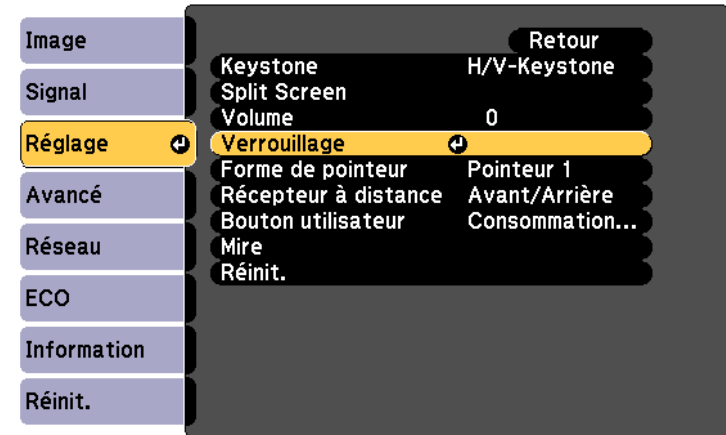 Image
Signal
Réglage
Avancé
Réseau
ECO
Information
Réinit.
Retour
Keystone H/V-Keystone
Split Screen
Volume 0
Verrouillage
Forme de pointeur Pointeur 1
Récepteur à distance Avant/Arrière
Bouton utilisateur Consommation...
Mire
Réinit.